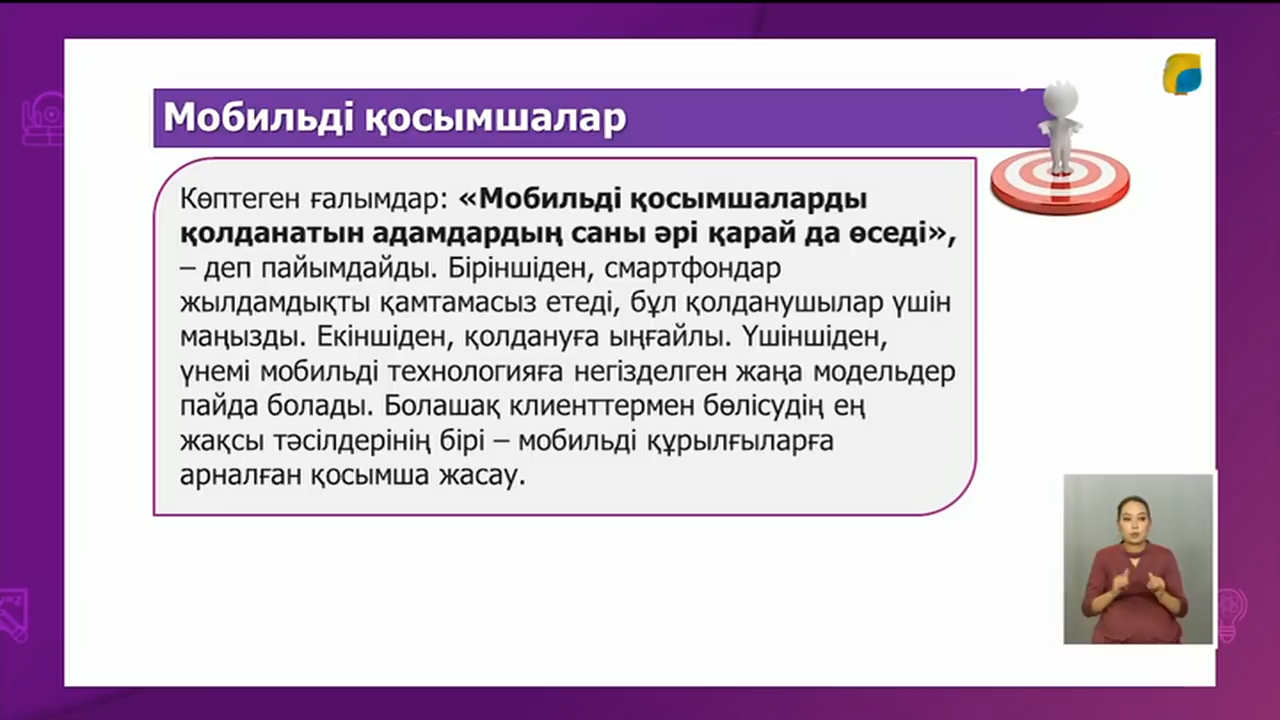 Мобильді қосымшалар
Көптеген ғалымдар: «Мобильді қосымшаларды
қолданатын адамдардың саны әрі қарай да өседі»,
– деп пайымдайды. Біріншіден, смартфондар
жылдамдықты қамтамасыз етеді, бұл қолданушылар үшін
маңызды. Екіншіден, қолдануға ыңғайлы. Үшіншіден,
үнемі мобильді технологияға негізделген жаңа модельдер
пайда болады. Болашақ клиенттермен бөлісудің ең
жақсы тәсілдерінің бірі – мобильді құрылғыларға
арналған қосымша жасау.